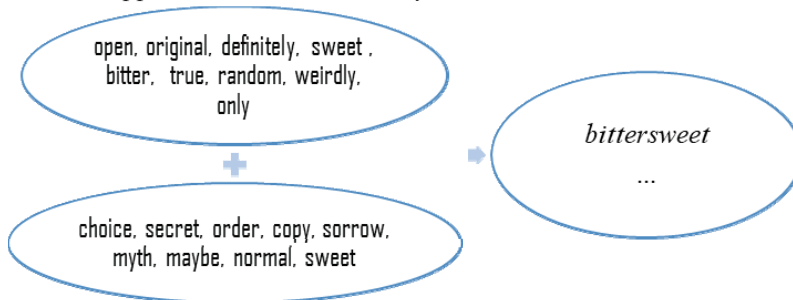 open, original, definitely, sweet ,
bitter, true, random, weirdly,
only
choice, secret, order, copy, sorrow,
myth, maybe, normal, sweet
bittersweet
...